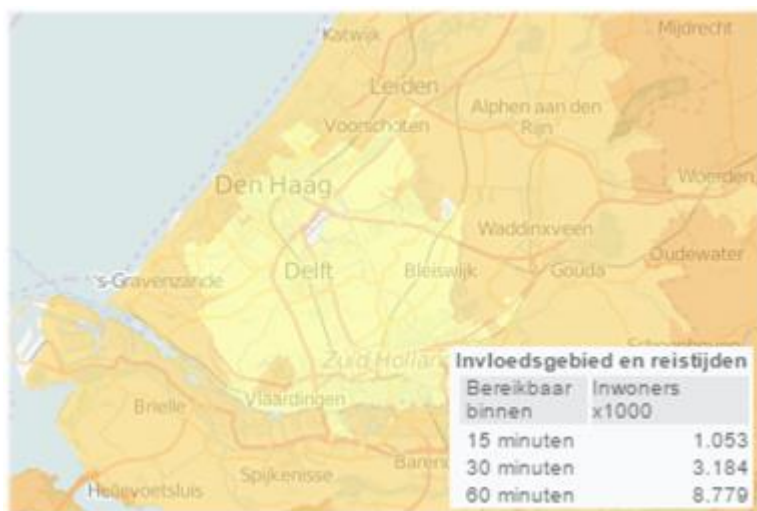 Katwijk
Mijdrecht
Leiden
Voorschoten
Alphen aan den
Rijn
Den Haag
Woerden
Waddinxveen
Oudewater
's-Gravenzande
Delft
Bleiswijk
Gouda
Zuid Holland
Schoonhoven
Vlaardingen
Brielle
Spijkenisse
Hellevoetsluis
Invloedsgebied en reistijden
Bereikbaar Inwoners
binnen x1000
15 minuten 1.053
30 minuten 3.184
60 minuten 8.779